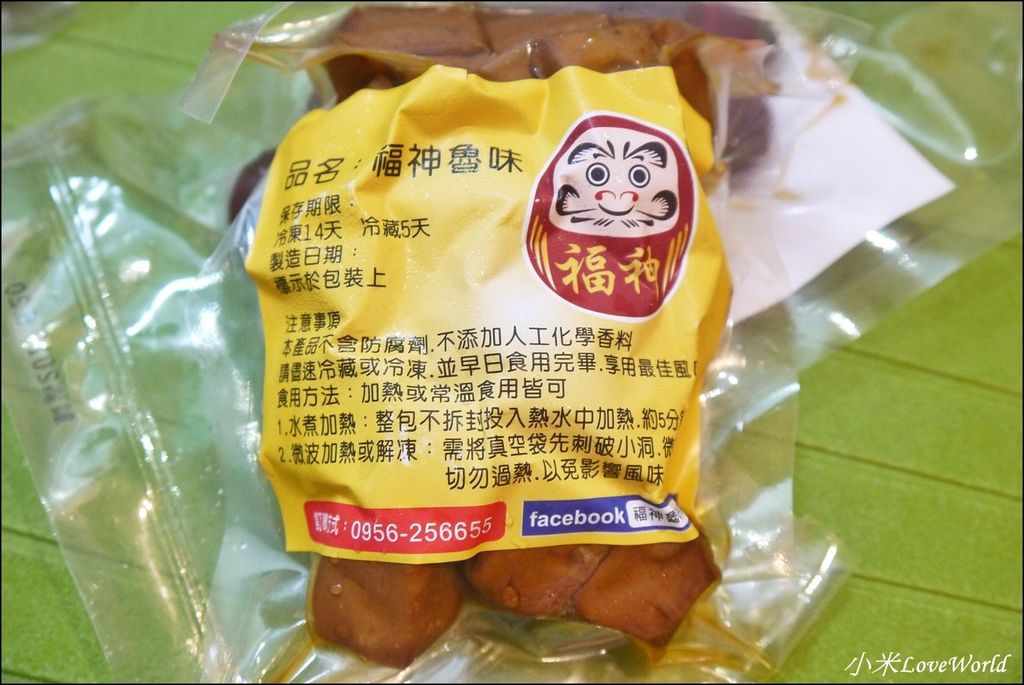 品名：福神魯味
保存期限：
冷凍14天 冷藏5天
製造日期：
標示於包裝上
福神
注意事項
本產品不含防腐劑.不添加人工化學香料
請儘速冷藏或冷凍.並早日食用完畢.享用最佳風
食用方法：加熱或常溫食用皆可
1.水煮加熱：整包不拆封投入熱水中加熱.約5分
2.微波加熱或解凍：需將真空袋先刺破小洞.微
切勿過熱.以免影響風味
訂購方式：0956-256655
facebook 福神魯
小米LoveWorld